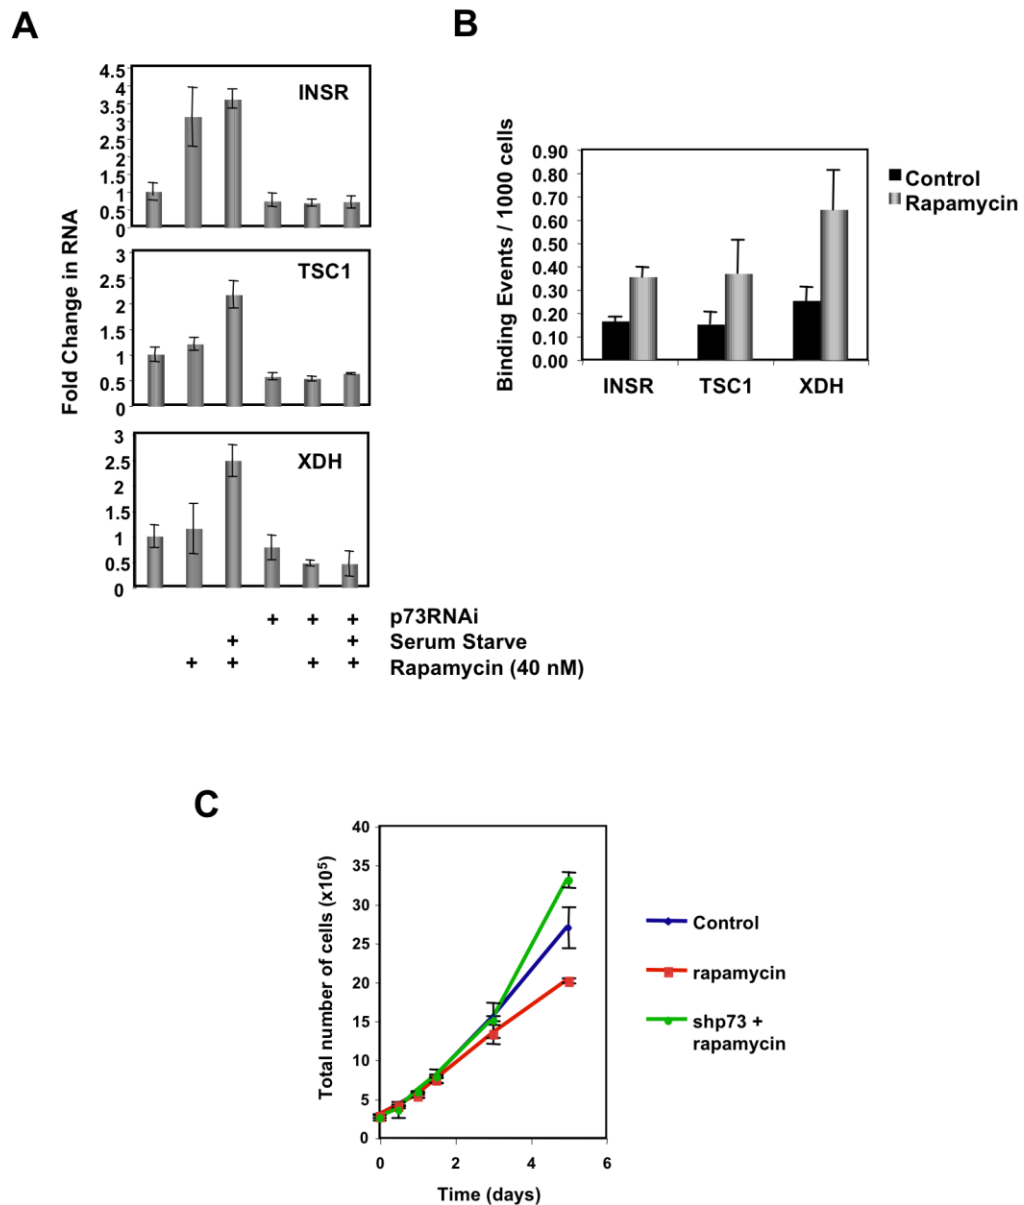 A
Fold Change in RNA
4.5
4
3.5
3
2.5
2
1.5
1
0.5
0
INSR
3
2.5
2
1.5
1
0.5
0
TSC1
3
2.5
2
1.5
1
0.5
0
XDH
+ + + p73RNAi
+ + Serum Starve
+ + + + Rapamycin (40 nM)
B
Binding Events / 1000 cells
0.90
0.80
0.70
0.60
0.50
0.40
0.30
0.20
0.10
0.00
INSR TSC1 XDH
Control
Rapamycin
C
Total number of cells (x10⁵)
40
35
30
25
20
15
10
5
0
0 2 4 6
Time (days)
Control
rapamycin
shp73 +
rapamycin